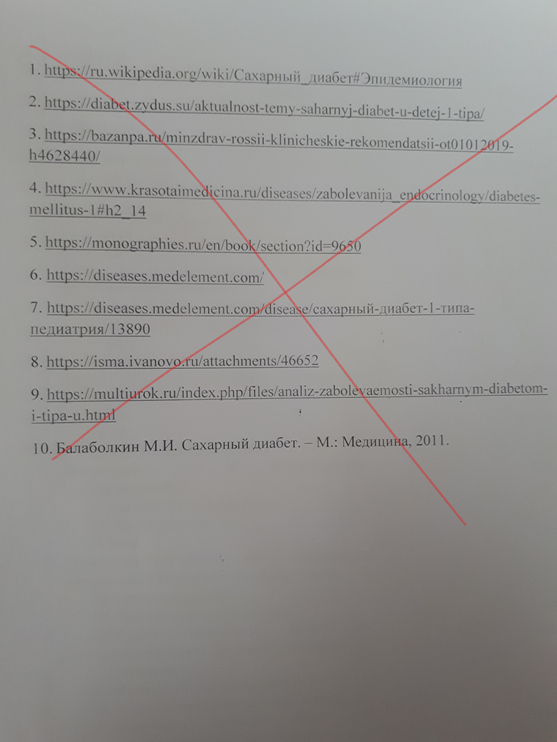 1. https://ru.wikipedia.org/wiki/Сахарный_диабет#Эпидемиология
2. https://diabet.zydus.su/aktualnost-temy-saharnyj-diabet-u-detej-1-tipa/
3. https://bazanpa.ru/minzdrav-rossii-klinicheskie-rekomendatsii-ot01012019-
h4628440/
4. https://www.krasotaimedicina.ru/diseases/zabolevanija_endocrinology/diabetes-
mellitus-1#h2_14
5. https://monographies.ru/en/book/section?id=9650
6. https://diseases.medelement.com/
7. https://diseases.medelement.com/disease/сахарный-диабет-1-типа-
педиатрия/13890
8. https://isma.ivanovo.ru/attachments/46652
9. https://multiurok.ru/index.php/files/analiz-zabolevaemosti-sakharnym-diabetom-
i-tipa-u.html
10. Балаболкин М.И. Сахарный диабет. – М.: Медицина, 2011.